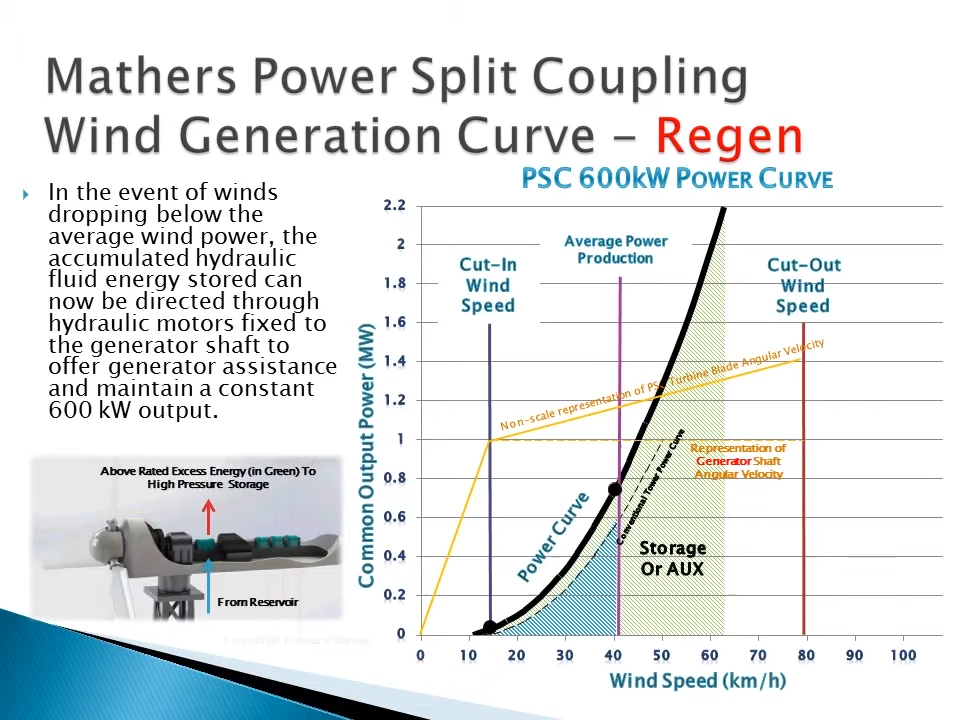 Mathers Power Split Coupling
Wind Generation Curve - Regen
In the event of winds
dropping below the
average wind power, the
accumulated hydraulic
fluid energy stored can
now be directed through
hydraulic motors fixed to
the generator shaft to
offer generator assistance
and maintain a constant
600 kW output.
Above Rated Excess Energy (in Green) To
High Pressure Storage
From Reservoir
PSC 600kW Power Curve
Common Output Power (MW)
2.2
2
1.8
1.6
1.4
1.2
1
0.8
0.6
0.4
0.2
0
Cut-In
Wind
Speed
Average Power
Production
Cut-Out
Wind
Speed
Non-scale representation of PSC Turbine Blade Angular Velocity
Representation of
Generator Shaft
Angular Velocity
Conventional Tower Power Curve
Power Curve
Storage
Or AUX
0 10 20 30 40 50 60 70 80 90 100
Wind Speed (km/h)